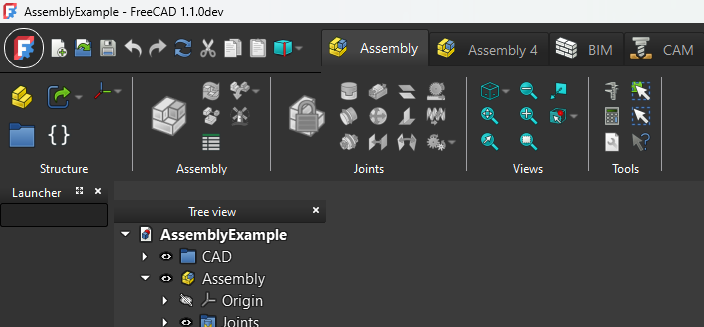 AssemblyExample - FreeCAD 1.1.0dev
Assembly Assembly 4 BIM CAM
Structure Assembly Joints Views Tools
Launcher
Tree view
AssemblyExample
CAD
Assembly
Origin
Joints